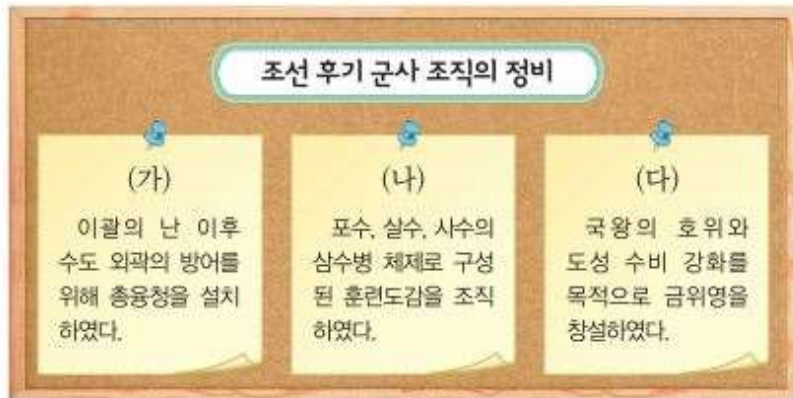 조선 후기 군사 조직의 정비
(가)
이괄의 난 이후
수도 외곽의 방어를
위해 총융청을 설치
하였다.
(나)
포수, 살수, 사수의
삼수병 체제로 구성
된 훈련도감을 조직
하였다.
(다)
국왕의 호위와
도성 수비 강화를
목적으로 금위영을
창설하였다.